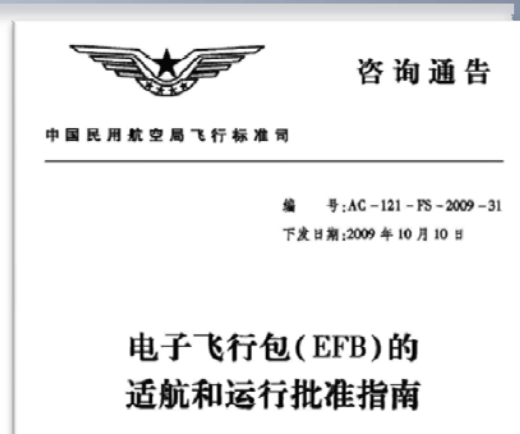 咨询通告
中国民用航空局飞行标准司
编 号:AC-121-FS-2009-31
下发日期:2009年10月10日
电子飞行包(EFB)的
适航和运行批准指南